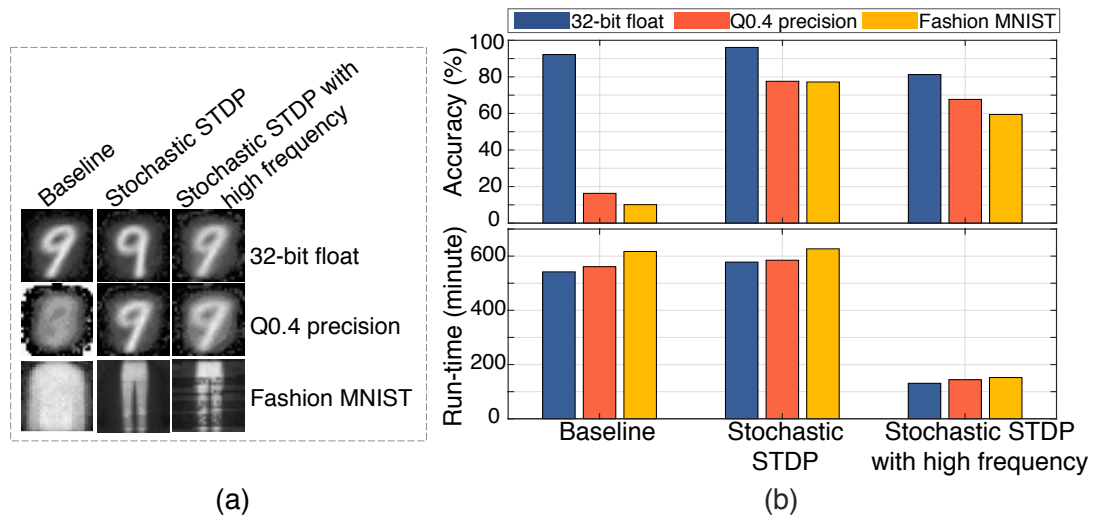 Baseline
Stochastic STDP
Stochastic STDP with
high frequency
32-bit float
Q0.4 precision
Fashion MNIST
(a)
32-bit float Q0.4 precision Fashion MNIST
Accuracy (%)
100
80
60
40
20
0
Run-time (minute)
600
400
200
0
Baseline
Stochastic
STDP
Stochastic STDP
with high frequency
(b)